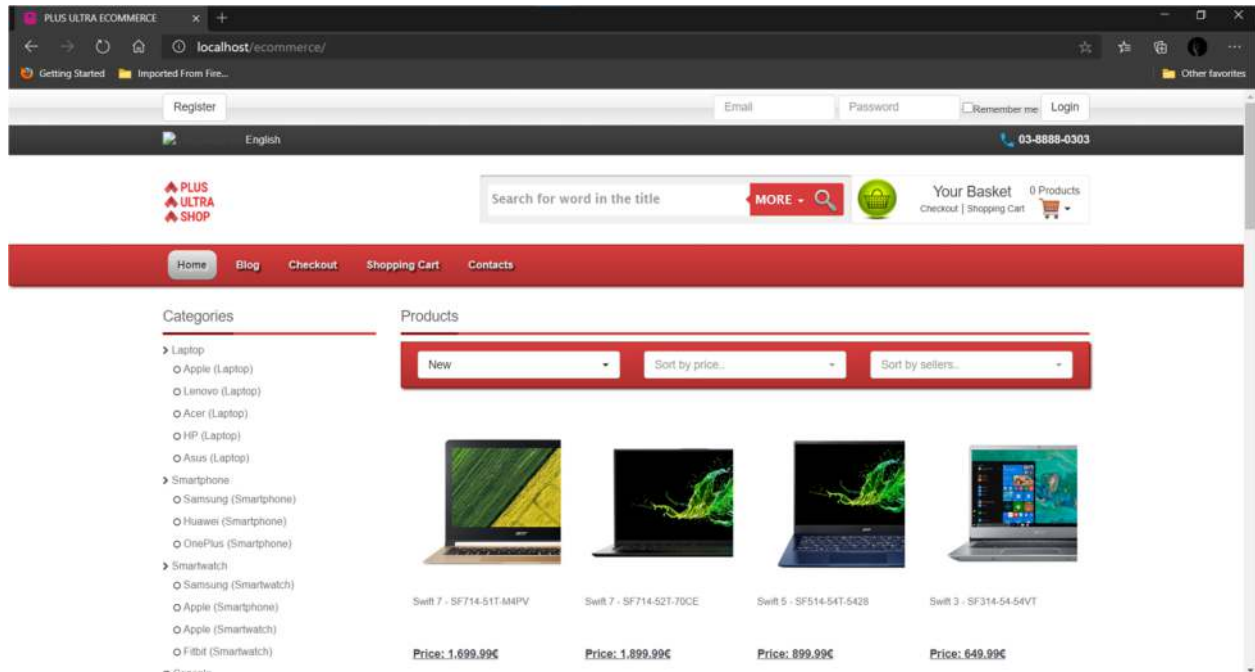 PLUS ULTRA ECOMMERCE
localhost/ecommerce/
Getting Started Imported From Fire... Other favorites
Register Email Password Remember me Login
English 03-8888-0303
PLUS
ULTRA
SHOP
Search for word in the title MORE
Your Basket 0 Products
Checkout | Shopping Cart
Home Blog Checkout Shopping Cart Contacts
Categories Products
Laptop
New Sort by price.. Sort by sellers..
Apple (Laptop)
Lenovo (Laptop)
Acer (Laptop)
HP (Laptop)
Asus (Laptop)
Smartphone
Samsung (Smartphone)
Huawei (Smartphone)
OnePlus (Smartphone)
Smartwatch
Samsung (Smartwatch)
Apple (Smartphone)
Apple (Smartwatch)
Fitbit (Smartwatch)
Swift 7 - SF714-51T-M4PV Swift 7 - SF714-52T-70CE Swift 5 - SF514-54T-5428 Swift 3 - SF314-54-54VT
Price: 1,699.99€ Price: 1,899.99€ Price: 899.99€ Price: 649.99€